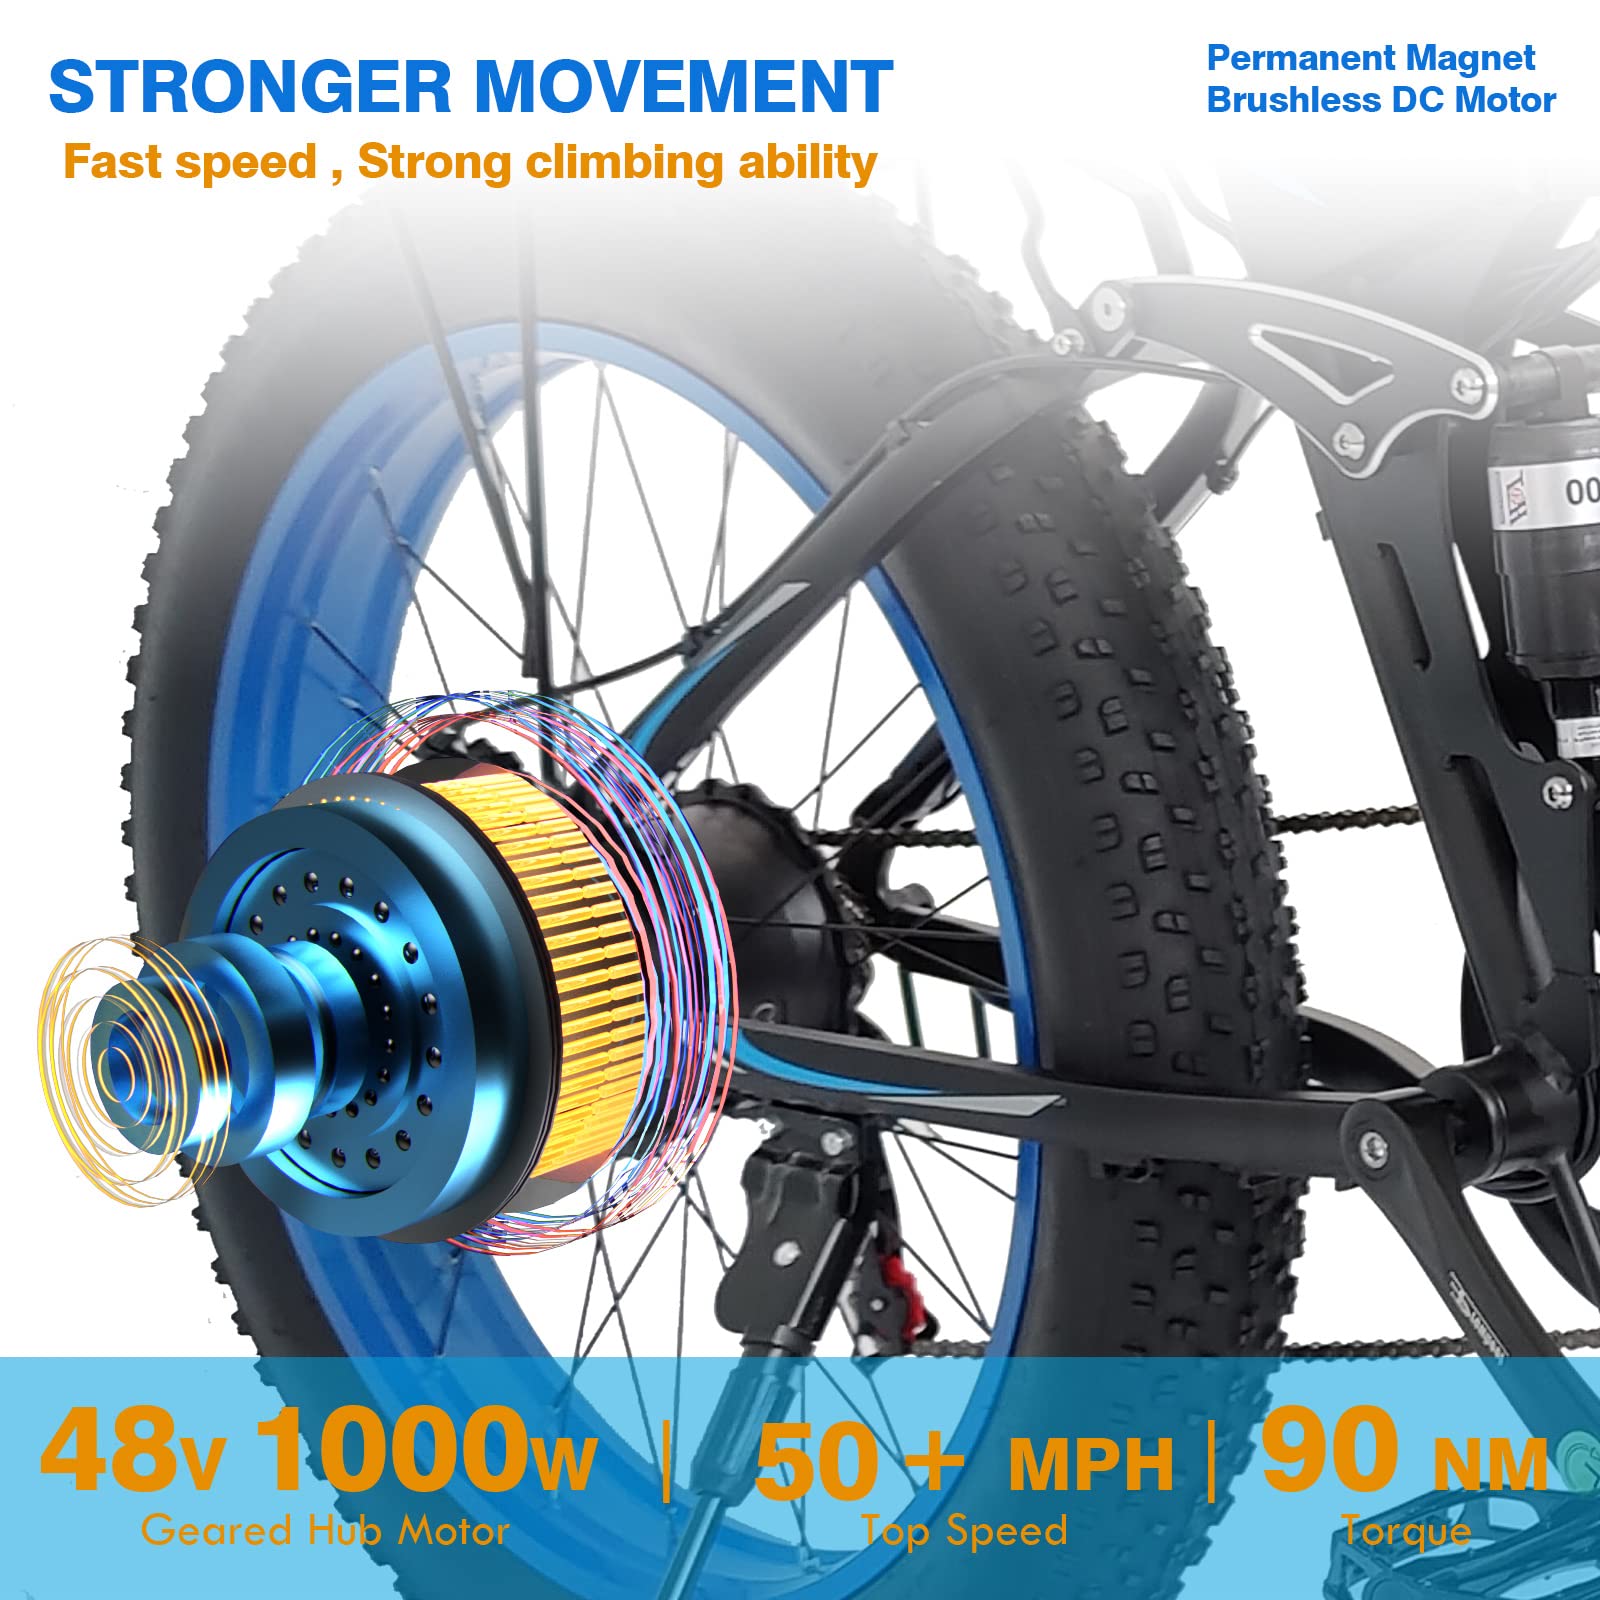 STRONGER MOVEMENT
Fast speed , Strong climbing ability
Permanent Magnet
Brushless DC Motor
00
48V 1000W | 50+ MPH | 90 NM
Geared Hub Motor Top Speed Torque